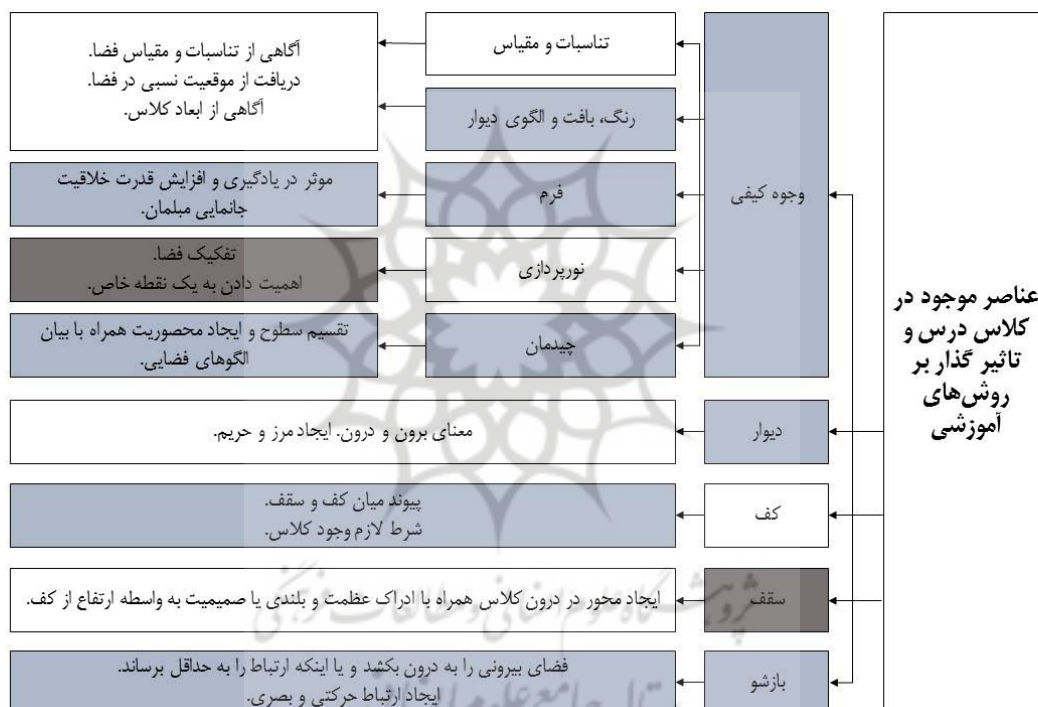 عناصر موجود در
کلاس درس و
تاثیر گذار بر
روش‌های
آموزشی
وجوه کیفی
تناسبات و مقیاس
آگاهی از تناسبات و مقیاس فضا.
دریافت از موقعیت نسبی در فضا.
آگاهی از ابعاد کلاس.
رنگ، بافت و الگوی دیوار
فرم
موثر در یادگیری و افزایش قدرت خلاقیت
جانمایی مبلمان.
نورپردازی
تفکیک فضا.
اهمیت دادن به یک نقطه خاص.
چیدمان
تقسیم سطوح و ایجاد محصوریت همراه با بیان
الگوهای فضایی.
دیوار
معنای برون و درون. ایجاد مرز و حریم.
کف
پیوند میان کف و سقف.
شرط لازم وجود کلاس.
سقف
ایجاد محور در درون کلاس همراه با ادراک عظمت و بلندی یا صمیمیت به واسطه ارتفاع از کف.
بازشو
فضای بیرونی را به درون بکشد و یا اینکه ارتباط را به حداقل برساند.
ایجاد ارتباط حرکتی و بصری.
پژوهشگاه علوم انسانی و مطالعات فرهنگی